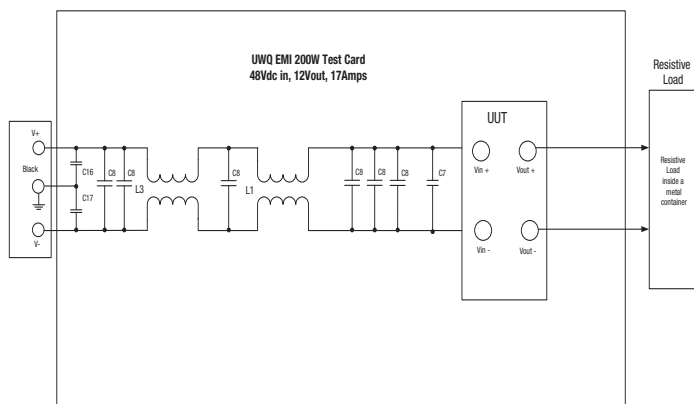 UWQ EMI 200W Test Card
48Vdc in, 12Vout, 17Amps
Resistive
Load
UUT
V+
Black
V-
C16
C17
C8
C8
L3
C8
L1
C8
C8
C8
C7
Vin +
Vout +
Vin -
Vout -
Resistive
Load
inside a
metal
container